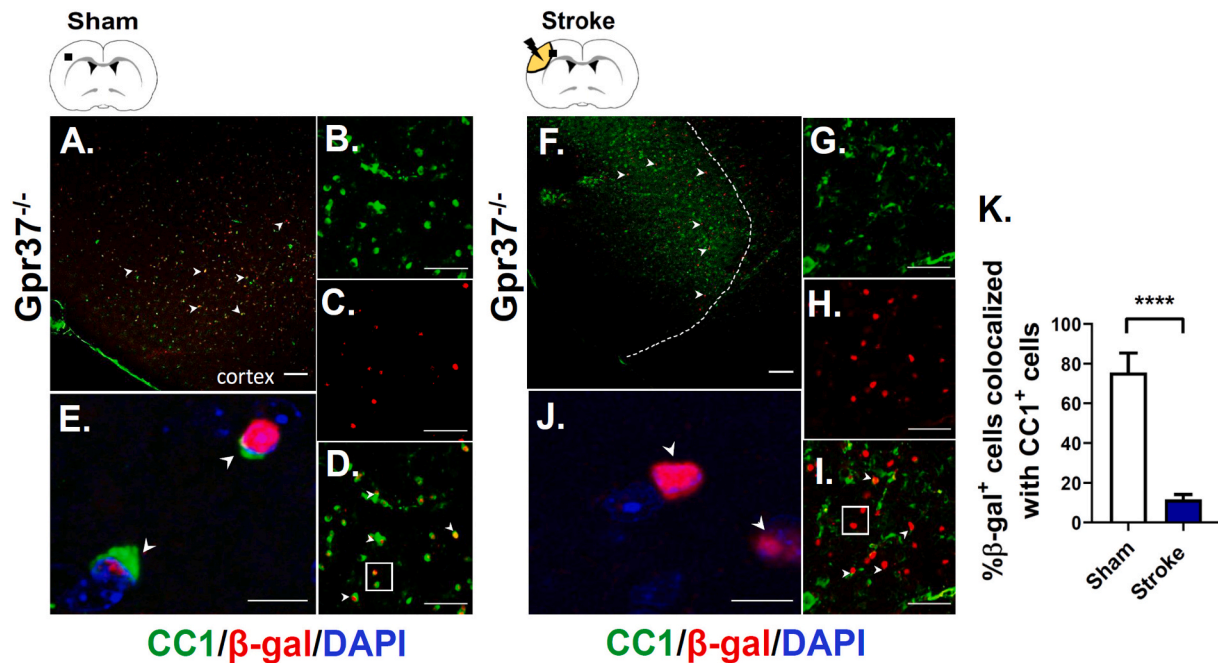 Sham
Stroke
Gpr37-/-
A.
cortex
B.
C.
D.
E.
CC1/β-gal/DAPI
Gpr37-/-
F.
G.
H.
I.
J.
CC1/β-gal/DAPI
K.
%β-gal+ cells colocalized
with CC1+ cells
****
100
80
60
40
20
0
Sham
Stroke